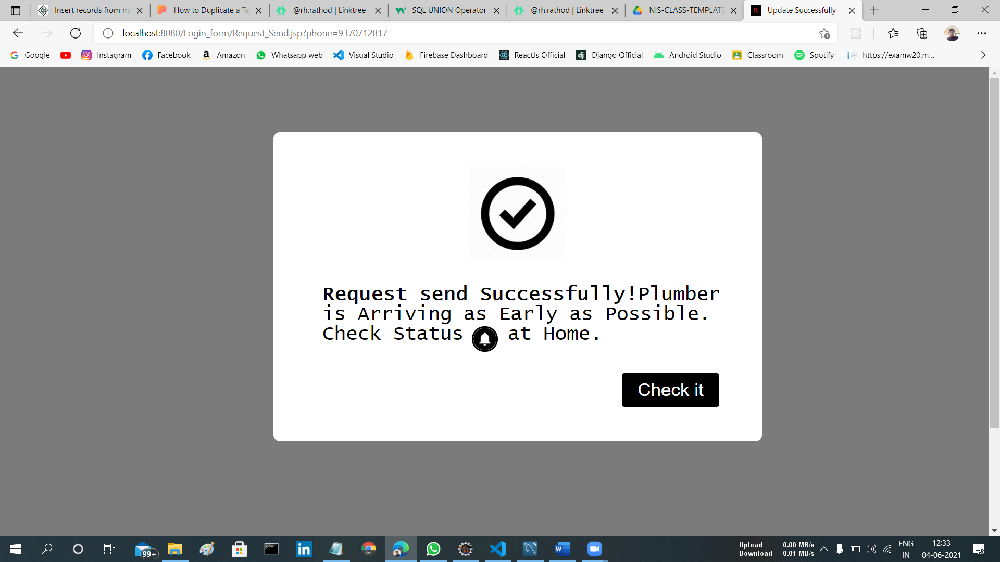 Insert records from m
How to Duplicate a Ta
@rh.rathod | Linktree
SQL UNION Operator
@rh.rathod | Linktree
NIS-CLASS-TEMPLATE
S
Update Successfully
localhost:8080/Login_form/Request_Send.jsp?phone=9370712817
Google
Instagram
Facebook
Amazon
Whatsapp web
Visual Studio
Firebase Dashboard
ReactJs Official
dj
Django Official
Android Studio
Classroom
Spotify
https://examw20.m...
Request send Successfully!Plumber
is Arriving as Early as Possible.
Check Status at Home.
Check it
99+
Upload 0.00 MB/s
Download 0.01 MB/s
ENG
IN
12:33
04-06-2021